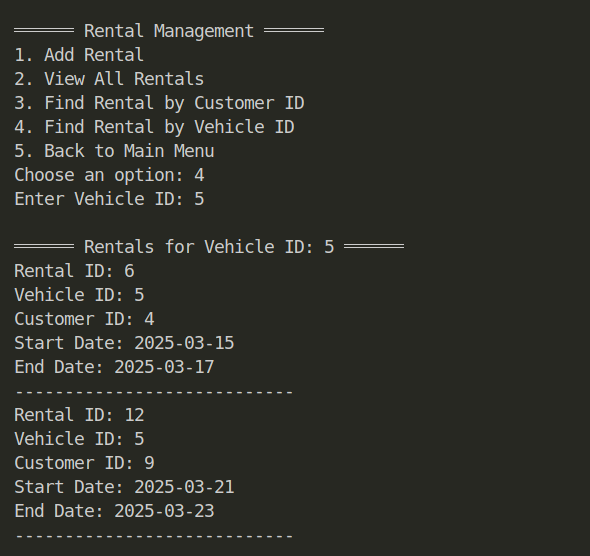 ══════ Rental Management ══════
1. Add Rental
2. View All Rentals
3. Find Rental by Customer ID
4. Find Rental by Vehicle ID
5. Back to Main Menu
Choose an option: 4
Enter Vehicle ID: 5
══════ Rentals for Vehicle ID: 5 ══════
Rental ID: 6
Vehicle ID: 5
Customer ID: 4
Start Date: 2025-03-15
End Date: 2025-03-17
----------------------------
Rental ID: 12
Vehicle ID: 5
Customer ID: 9
Start Date: 2025-03-21
End Date: 2025-03-23
----------------------------